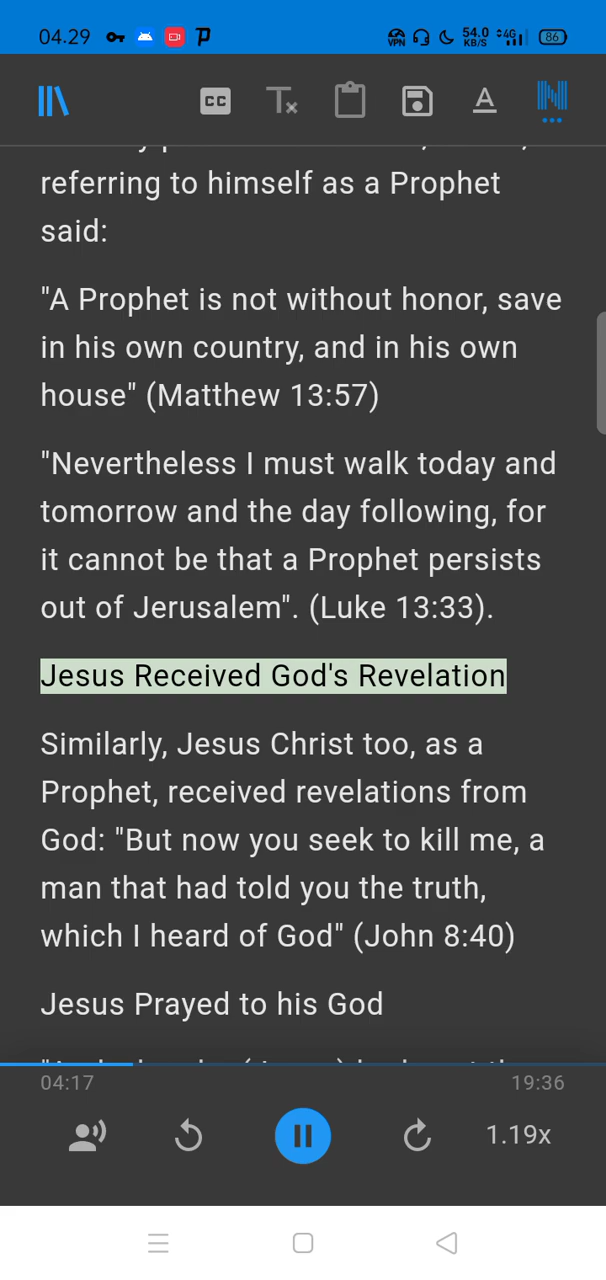 04.29
VPN
54.0
KB/S
4G
86
CC
referring to himself as a Prophet
said:
"A Prophet is not without honor, save
in his own country, and in his own
house" (Matthew 13:57)
"Nevertheless I must walk today and
tomorrow and the day following, for
it cannot be that a Prophet persists
out of Jerusalem". (Luke 13:33).
Jesus Received God's Revelation
Similarly, Jesus Christ too, as a
Prophet, received revelations from
God: "But now you seek to kill me, a
man that had told you the truth,
which I heard of God" (John 8:40)
Jesus Prayed to his God
04:17
19:36
1.19x